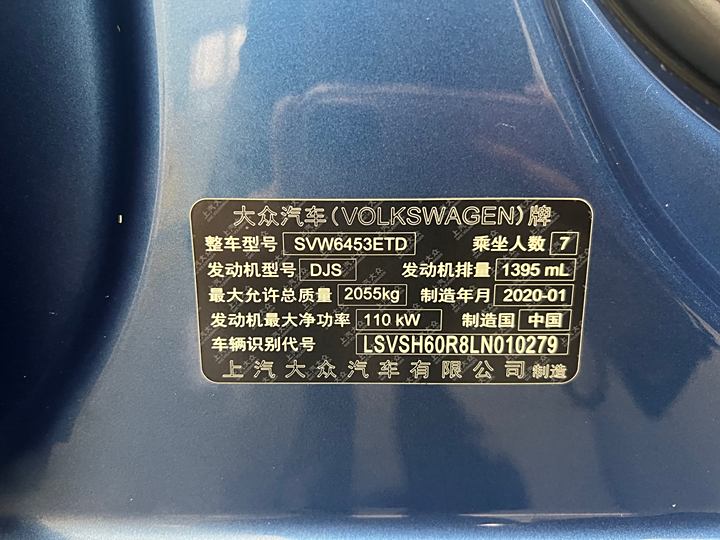 大众汽车(VOLKSWAGEN)牌
整车型号 SVW6453ETD 乘坐人数 7
发动机型号 DJS 发动机排量 1395 mL
最大允许总质量 2055kg 制造年月 2020-01
发动机最大净功率 110 kW 制造国 中国
车辆识别代号 LSVSH60R8LN010279
上汽大众汽车有限公司 制造